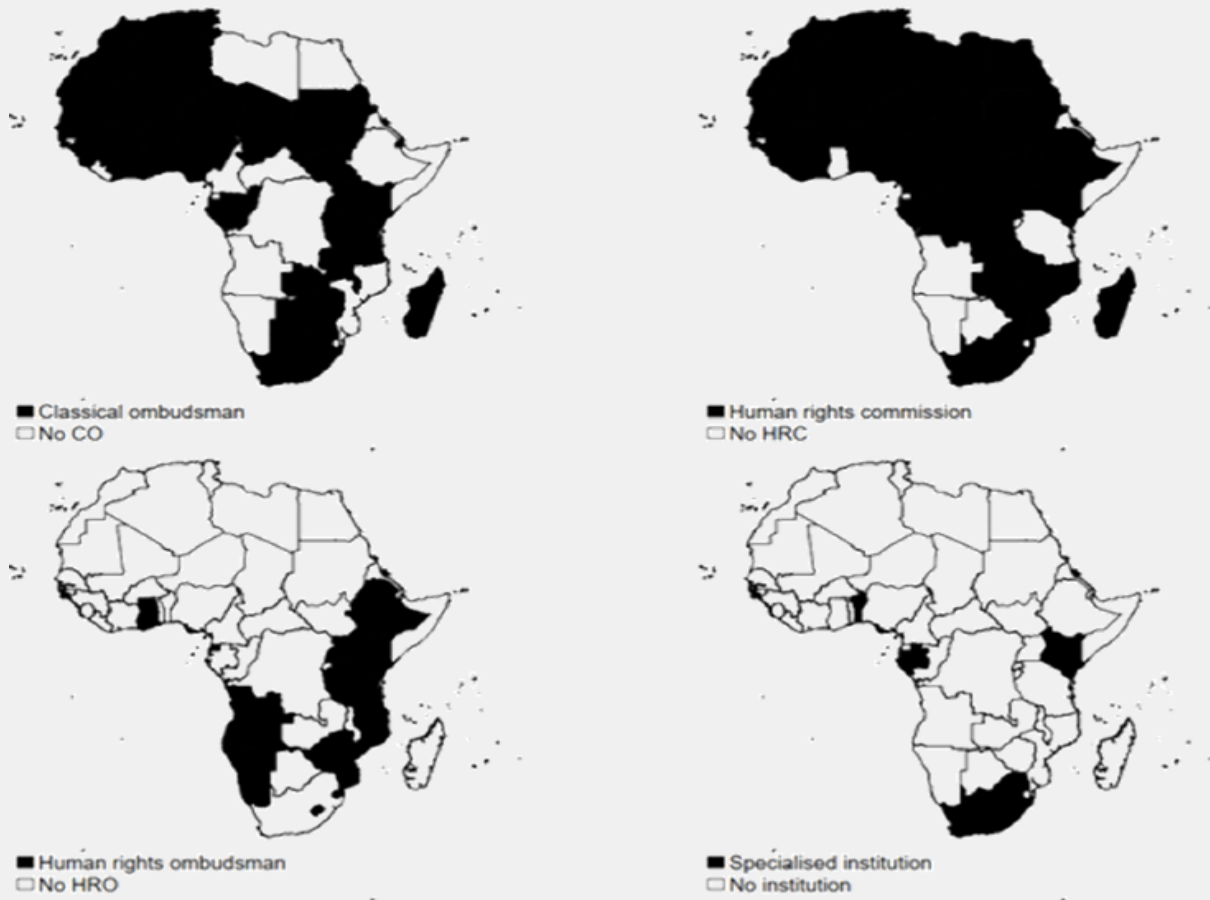 Classical ombudsman
No CO
Human rights commission
No HRC
Human rights ombudsman
No HRO
Specialised institution
No institution